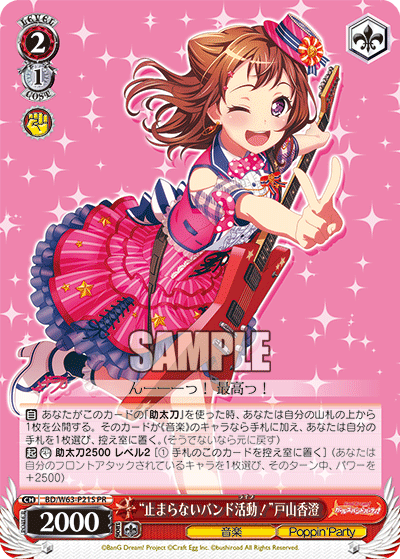 LEVEL
2
1
COST
SAMPLE
んーーーっ! 最高っ!
【自】 あなたがこのカードの「助太刀」を使った時、あなたは自分の山札の上から
1枚を公開する。そのカードが《音楽》のキャラなら手札に加え、あなたは自分の
手札を1枚選び、控え室に置く。(そうでないなら元に戻す)
【起】 助太刀2500 レベル2 [① 手札のこのカードを控え室に置く] (あなたは
自分のフロントアタックされているキャラを1枚選び、そのターン中、パワーを
+2500)
CH BD/W63-P21S PR
2000
ライブ
“止まらないバンド活動!”戸山香澄
音楽
Poppin'Party
©BanG Dream! Project ©Craft Egg Inc. ©bushiroad All Rights Reserved.